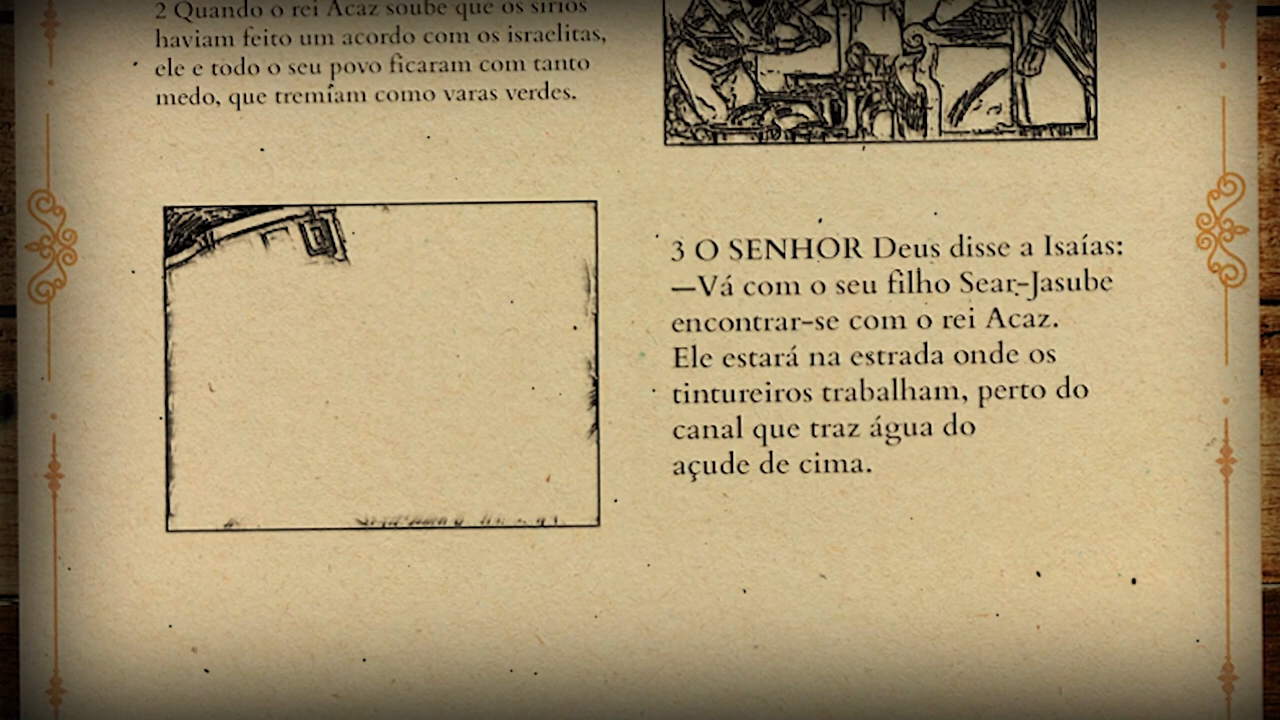 2 Quando o rei Acaz soube que os sírios
haviam feito um acordo com os israelitas,
ele e todo o seu povo ficaram com tanto
medo, que tremíam como varas verdes.
3 O SENHOR Deus disse a Isaías:
—Vá com o seu filho Sear-Jasube
encontrar-se com o rei Acaz.
Ele estará na estrada onde os
tintureiros trabalham, perto do
canal que traz água do
açude de cima.